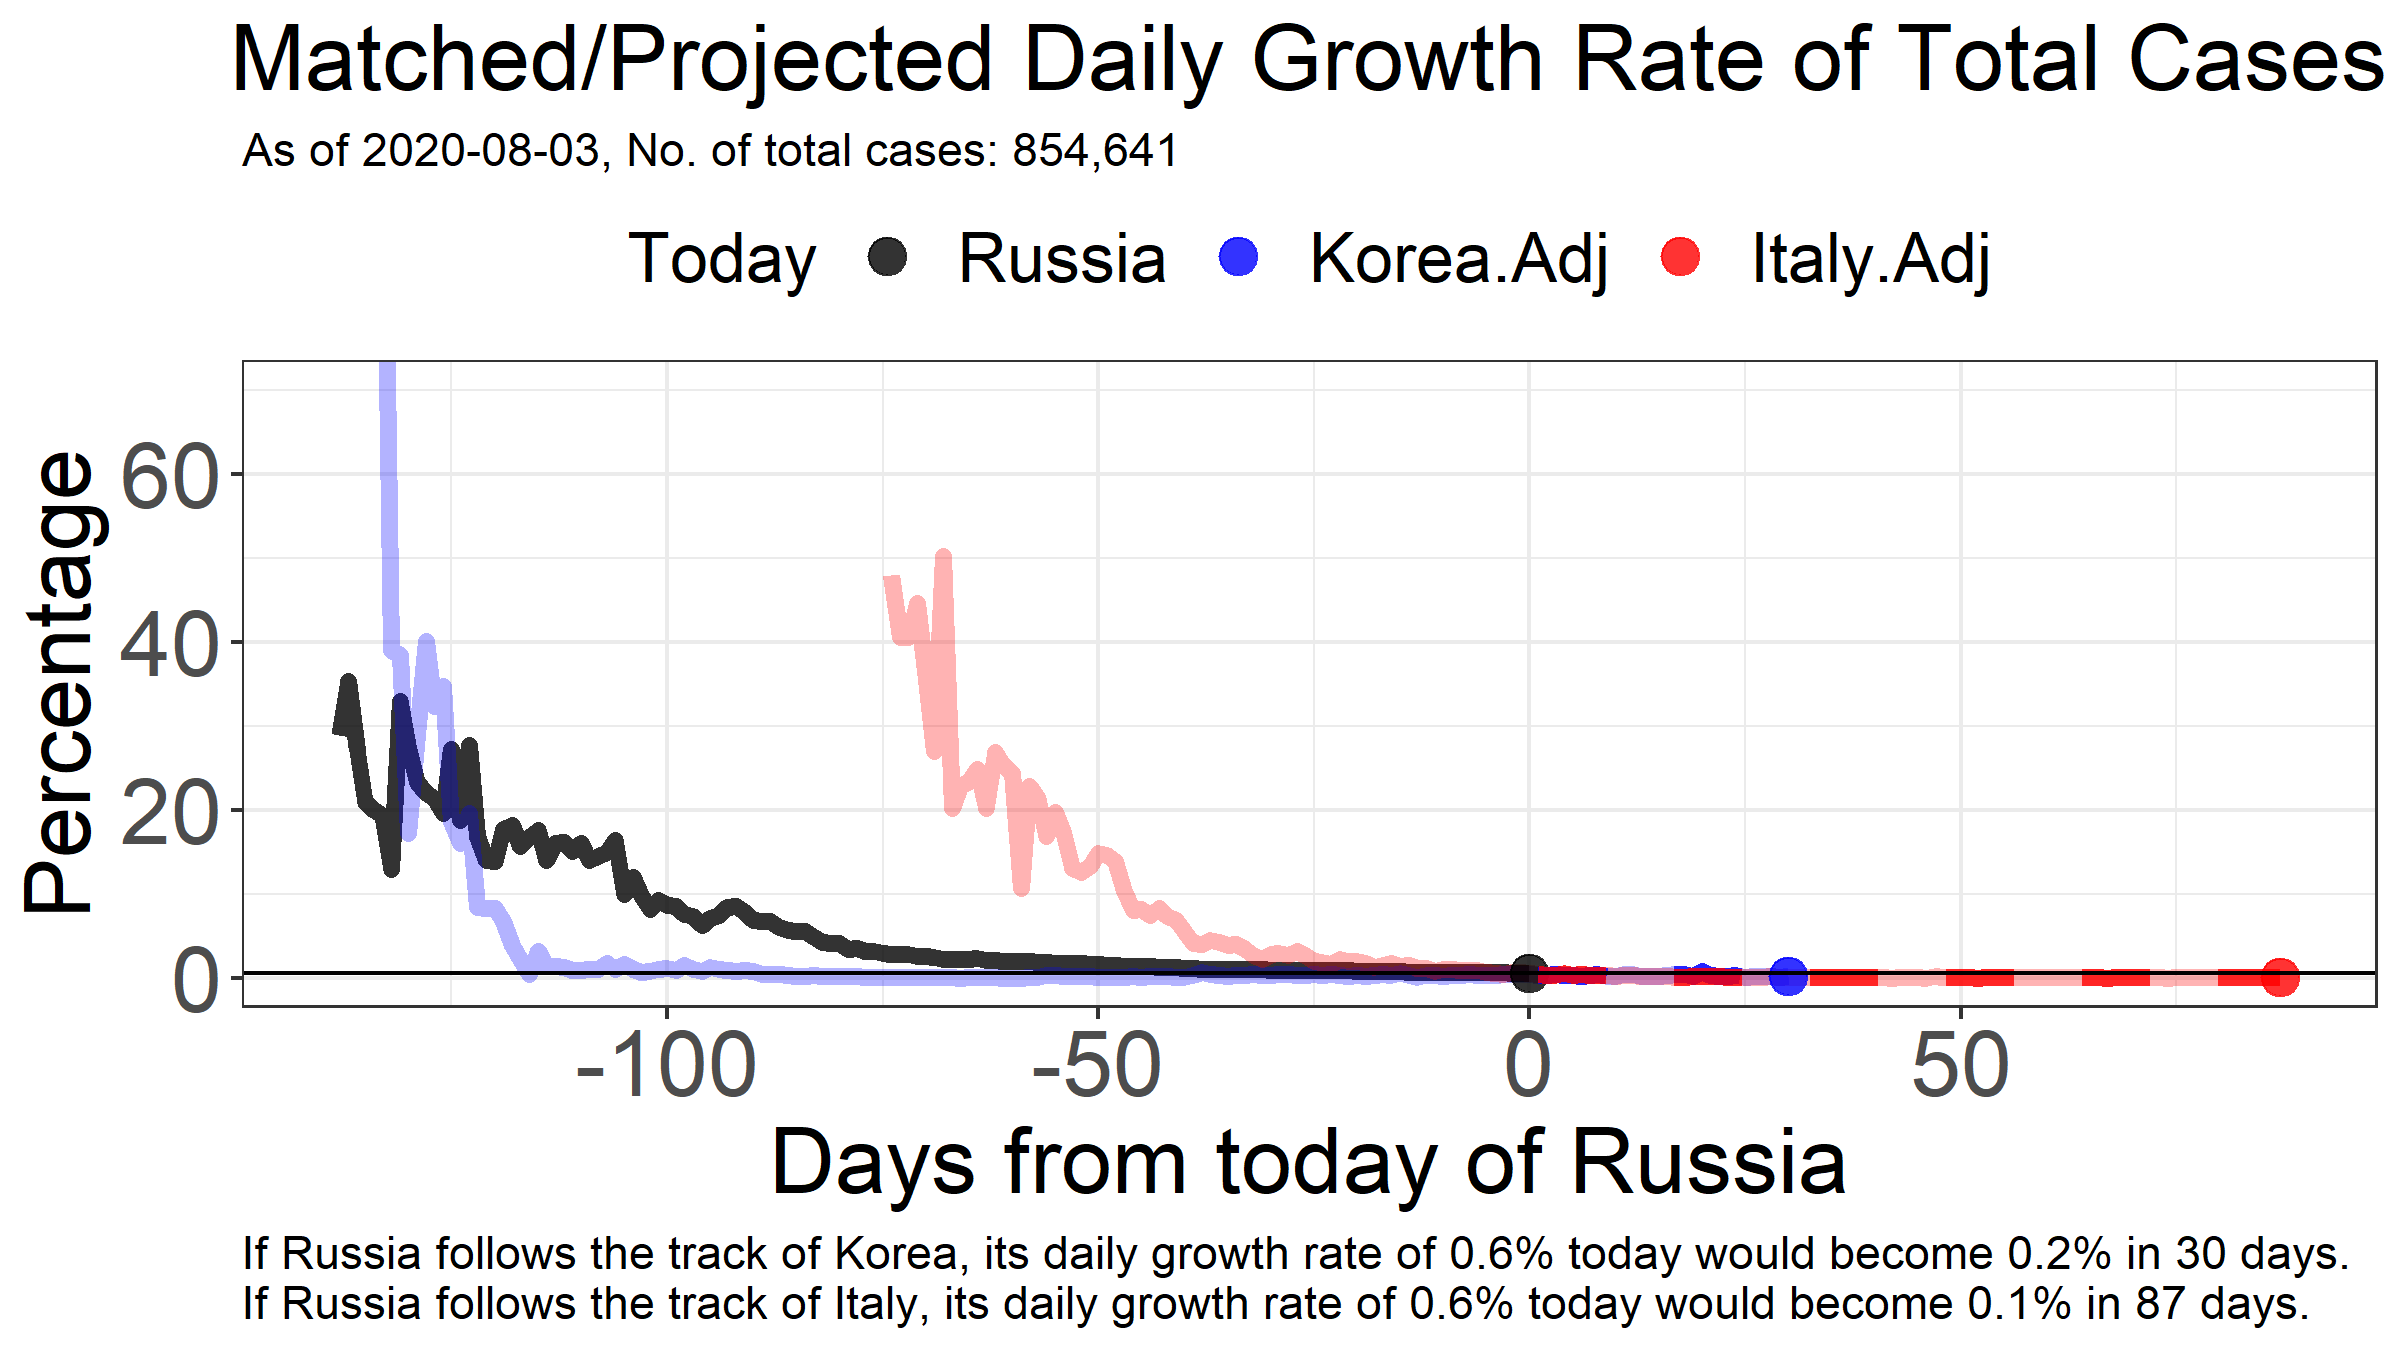 Matched/Projected Daily Growth Rate of Total Cases
As of 2020-08-03, No. of total cases: 854,641
Today Russia Korea.Adj Italy.Adj
Percentage
60
40
20
0
-100 -50 0 50
Days from today of Russia
If Russia follows the track of Korea, its daily growth rate of 0.6% today would become 0.2% in 30 days.
If Russia follows the track of Italy, its daily growth rate of 0.6% today would become 0.1% in 87 days.